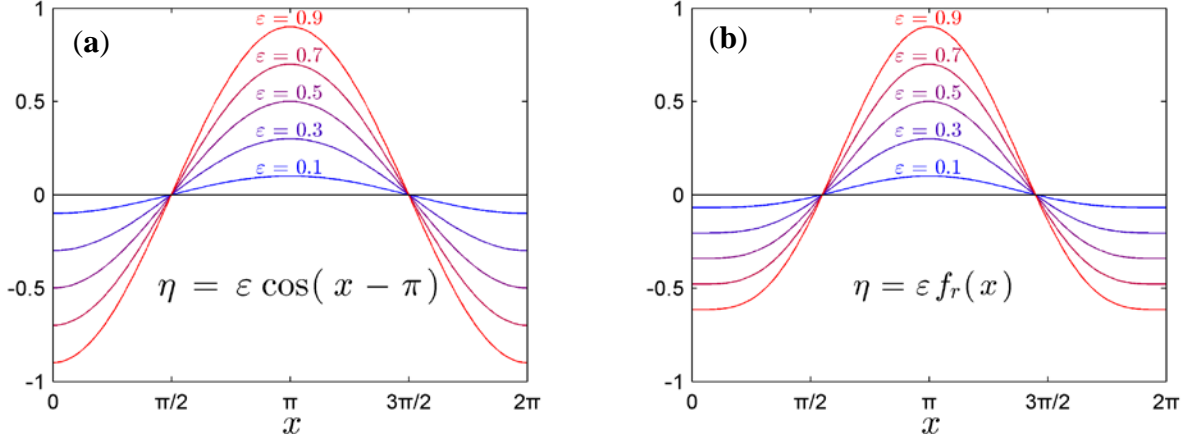 (a)
1
0.5
0
-0.5
-1
ε = 0.9
ε = 0.7
ε = 0.5
ε = 0.3
ε = 0.1
η = ε cos( x − π)
0 π/2 π 3π/2 2π
x
(b)
1
0.5
0
-0.5
-1
ε = 0.9
ε = 0.7
ε = 0.5
ε = 0.3
ε = 0.1
η = ε f_r( x)
0 π/2 π 3π/2 2π
x